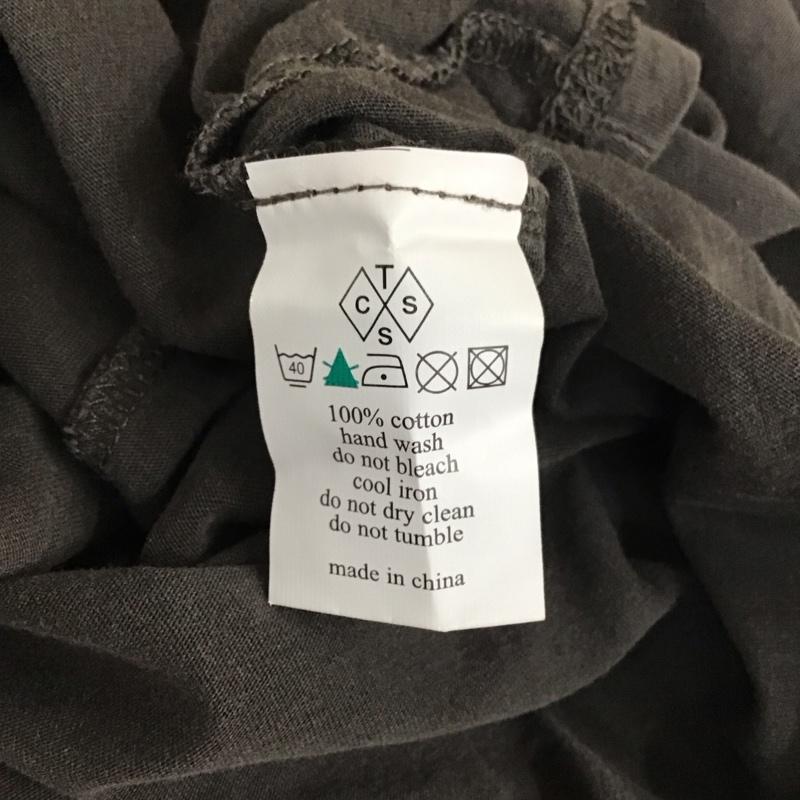 T
C S
S
40
100% cotton
hand wash
do not bleach
cool iron
do not dry clean
do not tumble
made in china